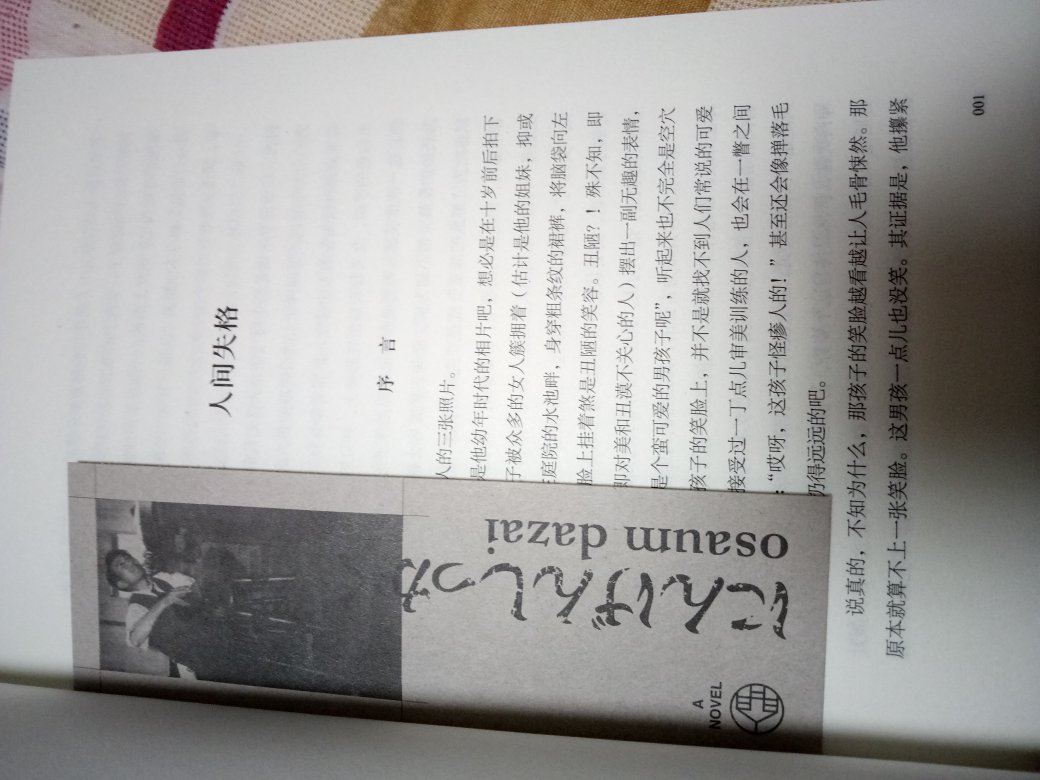 人间失格
序 言
人的三张照片。
是他幼年时代的相片吧，想必是在十岁前后拍下
子被众多的女人簇拥着（估计是他的姐妹，抑或
庭院的水池畔，身穿粗条纹的裙裤，将脑袋向左
脸上挂着煞是丑陋的笑容。丑陋？！殊不知，即
即对美和丑漠不关心的人）摆出一副无趣的表情，
是个蛮可爱的男孩子呢”，听起来也不完全是空穴
孩子的笑脸上，并不是就找不到人们常说的可爱
接受过一丁点儿审美训练的人，也会在一瞥之间
：“哎呀，这孩子怪瘆人的！”甚至还会像掸落毛
扔得远远的吧。
说真的，不知为什么，那孩子的笑脸越看越让人毛骨悚然。那
原本就算不上一张笑脸。这男孩一点儿也没笑。其证据是，他攥紧
001
osaum dazai
にんげんしっか
A
NOVEL